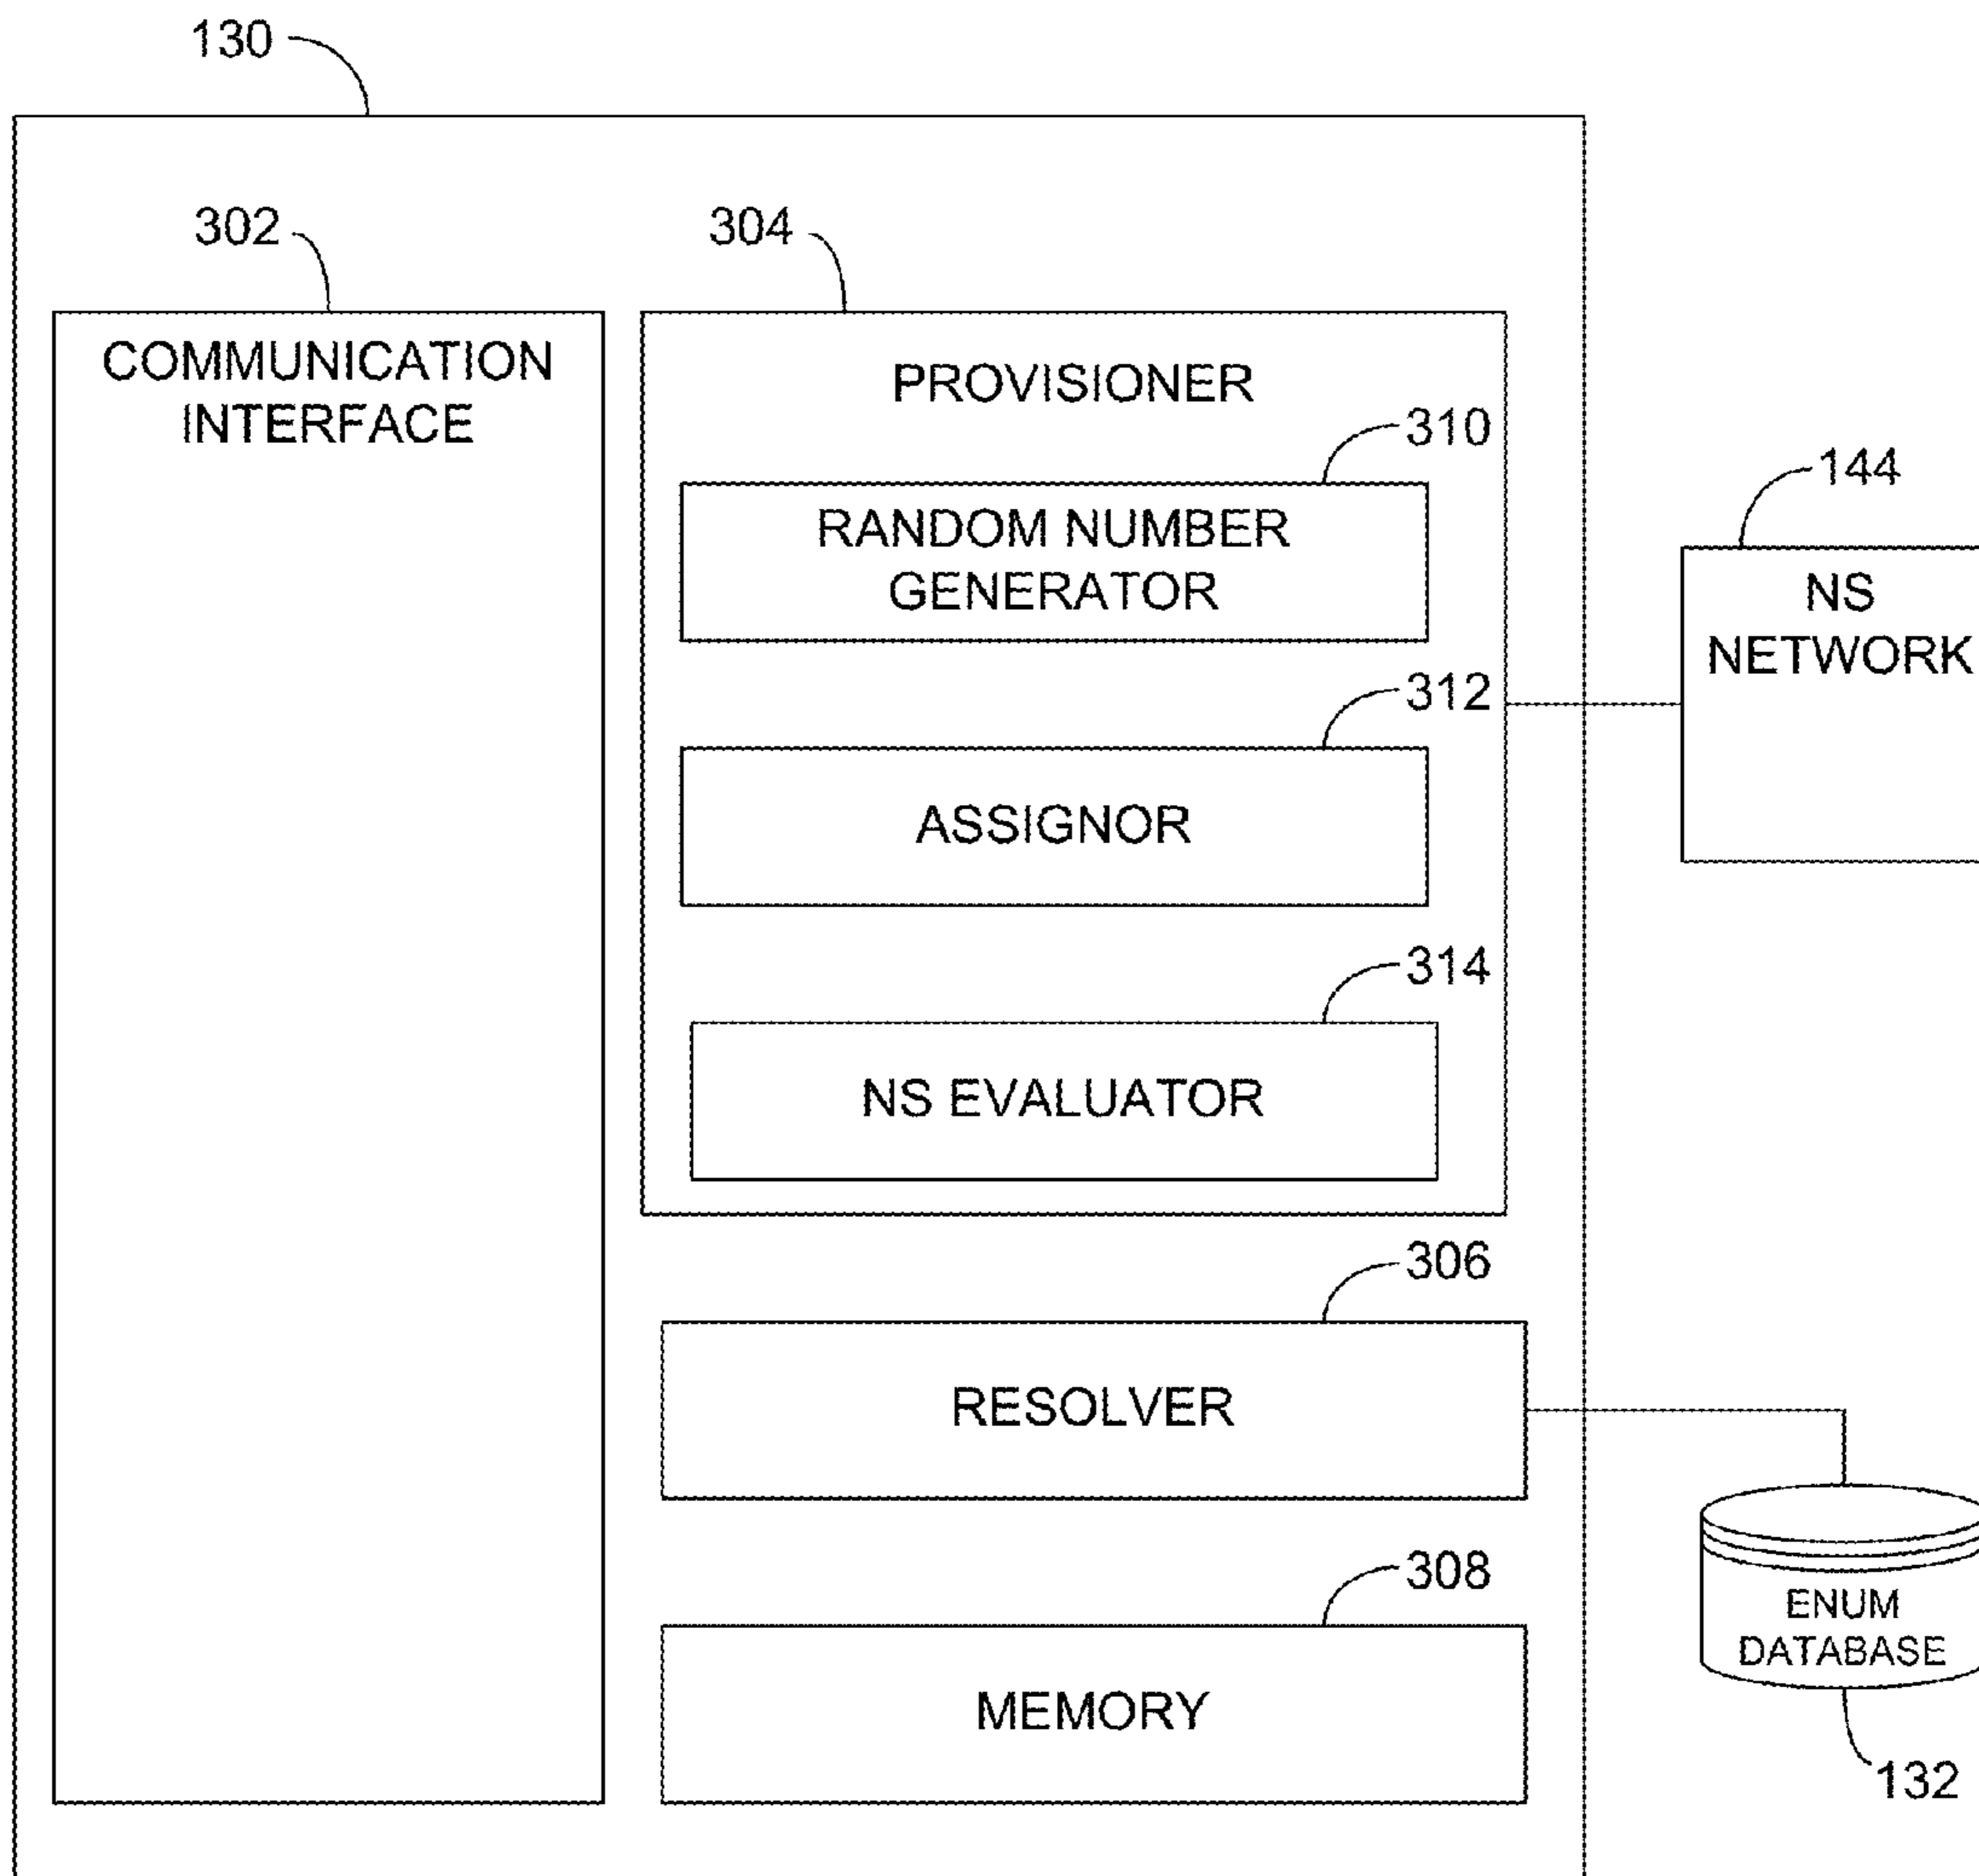 130
302
304
COMMUNICATION
INTERFACE
PROVISIONER
310
RANDOM NUMBER
GENERATOR
144
NS
NETWORK
312
ASSIGNOR
314
NS EVALUATOR
306
RESOLVER
308
MEMORY
ENUM
DATABASE
132